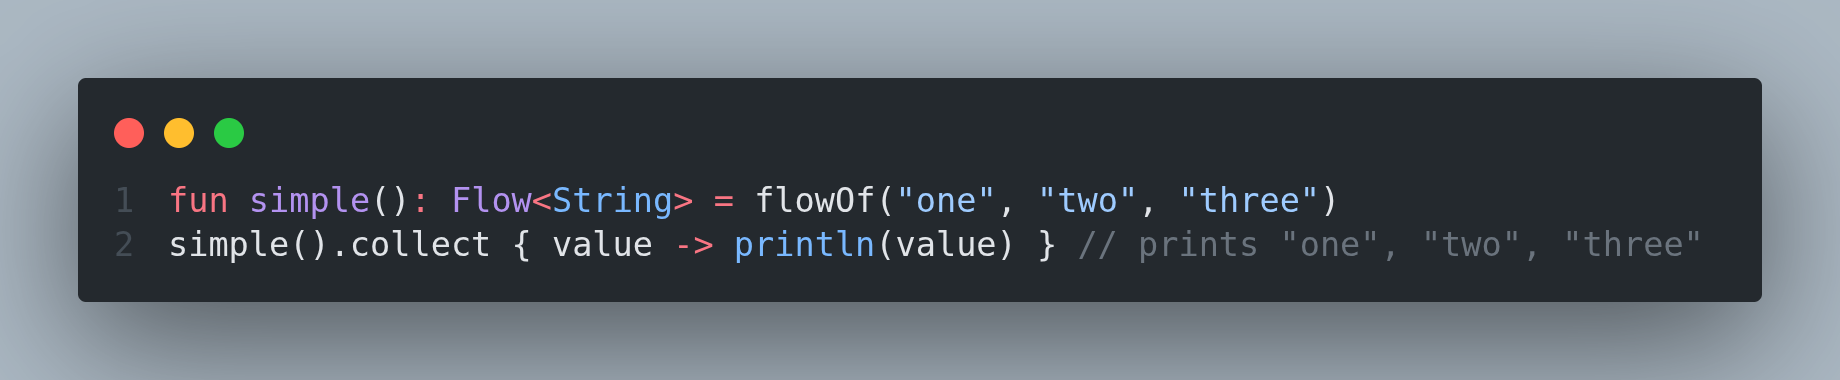 1 fun simple(): Flow<String> = flowOf("one", "two", "three")
2 simple().collect { value -> println(value) } // prints "one", "two", "three"